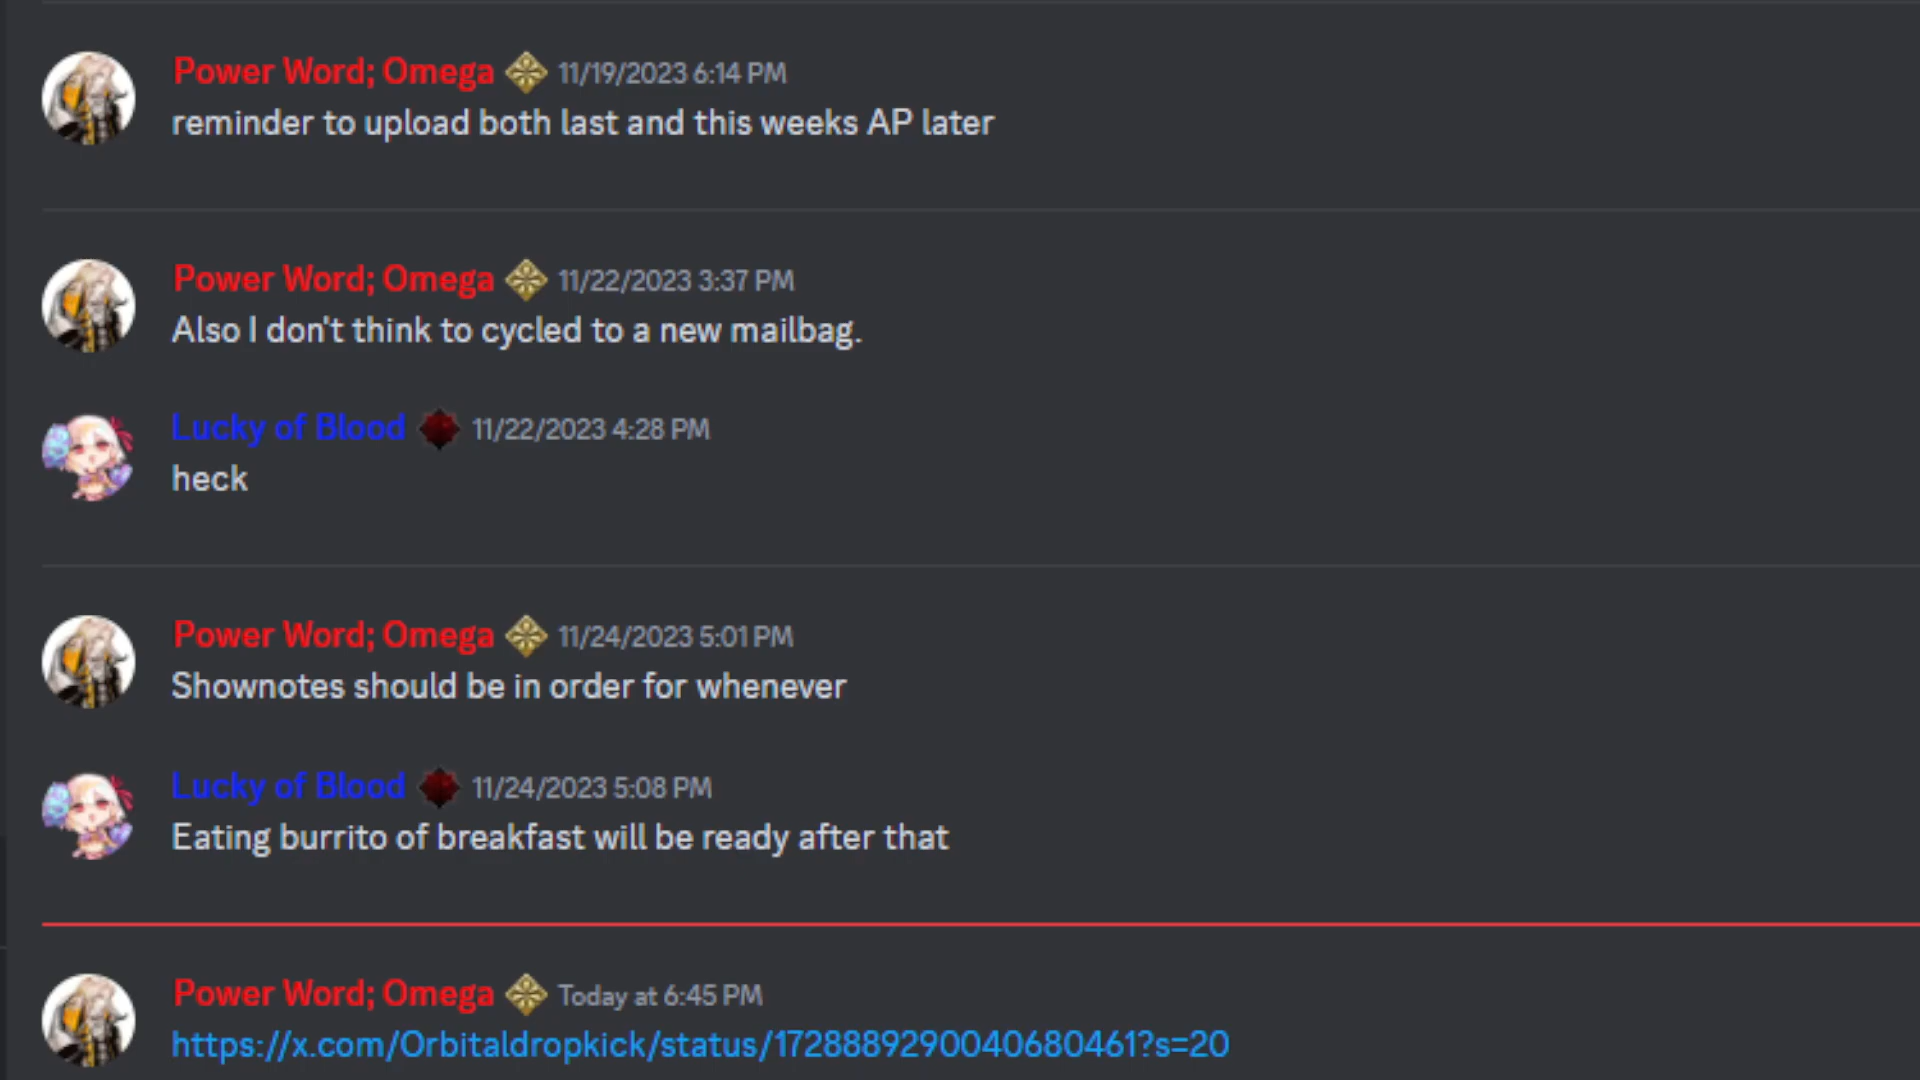 Power Word; Omega 11/19/2023 6:14 PM
reminder to upload both last and this weeks AP later
Power Word; Omega 11/22/2023 3:37 PM
Also I don't think to cycled to a new mailbag.
Lucky of Blood 11/22/2023 4:28 PM
heck
Power Word; Omega 11/24/2023 5:01 PM
Shownotes should be in order for whenever
Lucky of Blood 11/24/2023 5:08 PM
Eating burrito of breakfast will be ready after that
Power Word; Omega Today at 6:45 PM
https://x.com/Orbitaldropkick/status/1728889290040680461?s=20